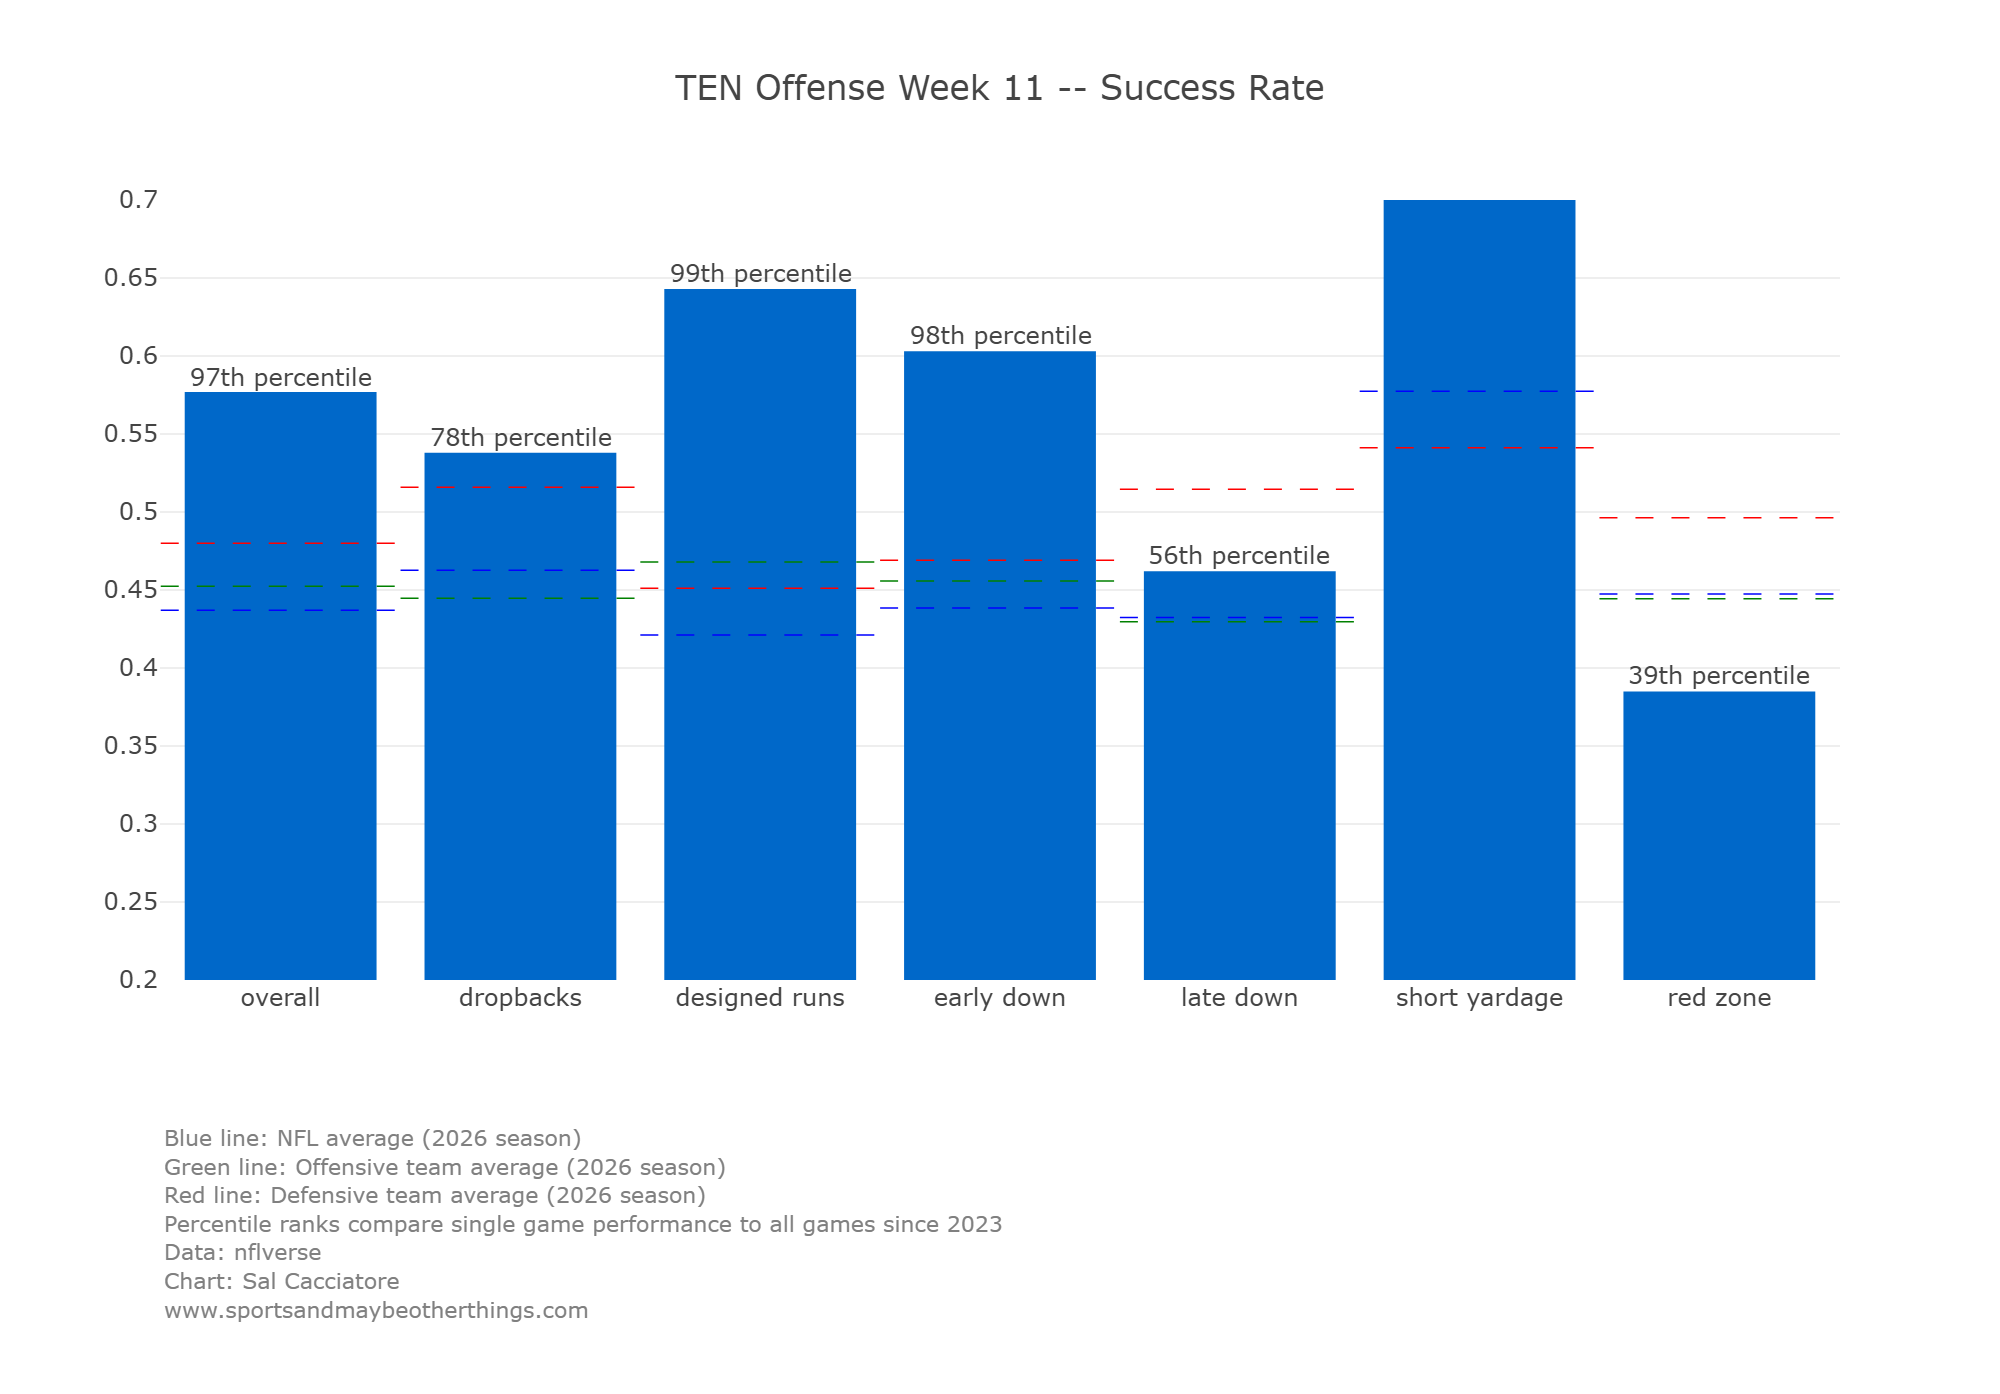 TEN Offense Week 11 -- Success Rate
0.7
0.65
0.6
0.55
0.5
0.45
0.4
0.35
0.3
0.25
0.2
97th percentile
78th percentile
99th percentile
98th percentile
56th percentile
39th percentile
overall
dropbacks
designed runs
early down
late down
short yardage
red zone
Blue line: NFL average (2026 season)
Green line: Offensive team average (2026 season)
Red line: Defensive team average (2026 season)
Percentile ranks compare single game performance to all games since 2023
Data: nflverse
Chart: Sal Cacciatore
www.sportsandmaybeotherthings.com